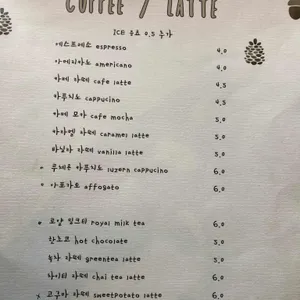 COFFEE / LATTE
ICE 음료 0.5 추가
에스프레소 espresso 4.0
아메리카노 americano 4.0
카페 라떼 cafe latte 4.5
카푸치노 cappucino 4.5
카페 모카 cafe mocha 5.0
카라멜 라떼 caramel latte 5.0
바닐라 라떼 vanilla latte 5.0
루체른 카푸치노 luzern cappucino 6.0
아포가토 affogato 6.0
로얄 밀크티 royal milk tea 6.0
핫초코 hot chocolate 5.0
녹차 라떼 greentea latte 5.0
차이티 라떼 chai tea latte 6.0
x 고구마 라떼 sweetpotato latte 6.0